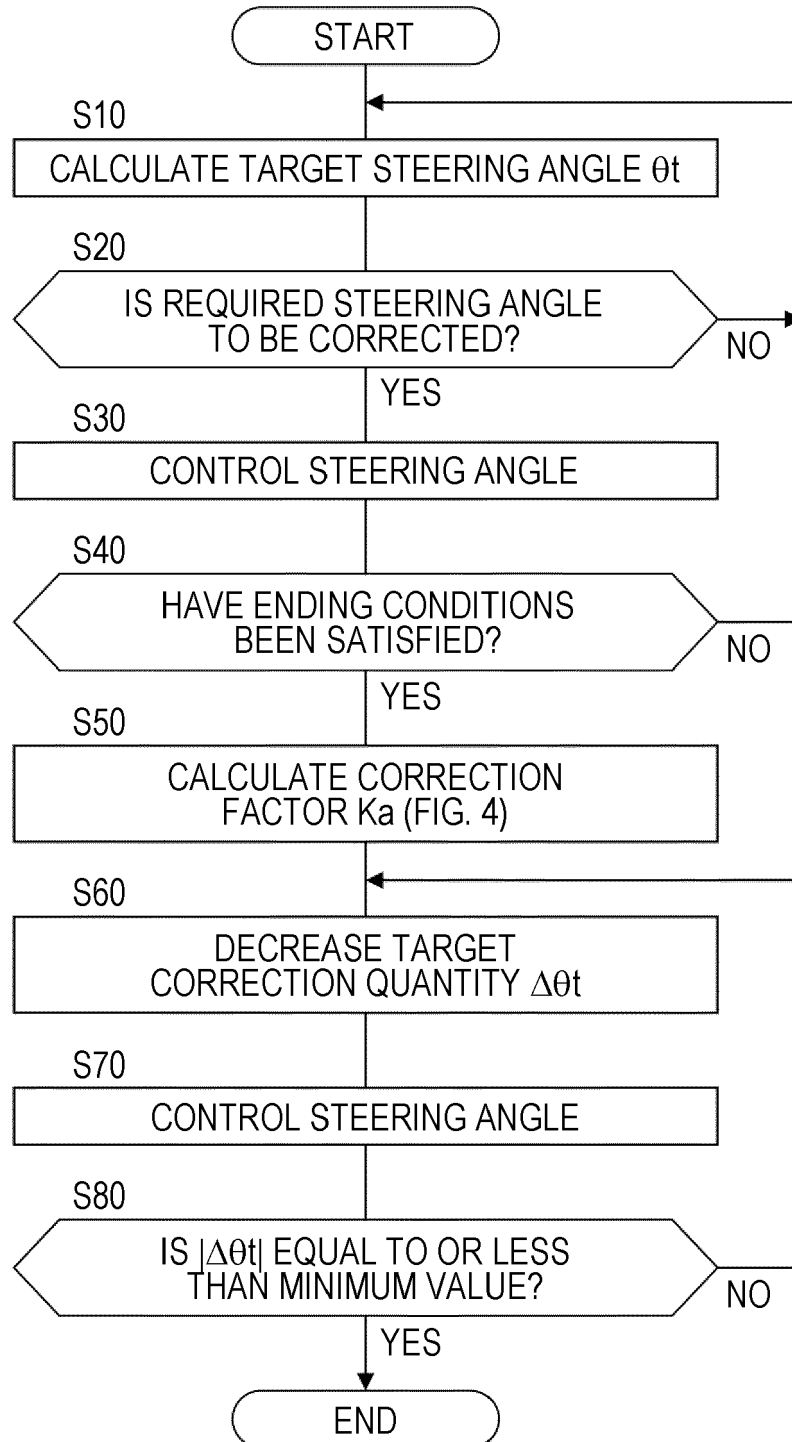 START
S10
CALCULATE TARGET STEERING ANGLE θt
S20
IS REQUIRED STEERING ANGLE
TO BE CORRECTED?
NO
YES
S30
CONTROL STEERING ANGLE
S40
HAVE ENDING CONDITIONS
BEEN SATISFIED?
NO
YES
S50
CALCULATE CORRECTION
FACTOR Ka (FIG. 4)
S60
DECREASE TARGET
CORRECTION QUANTITY Δθt
S70
CONTROL STEERING ANGLE
S80
IS |Δθt| EQUAL TO OR LESS
THAN MINIMUM VALUE?
NO
YES
END